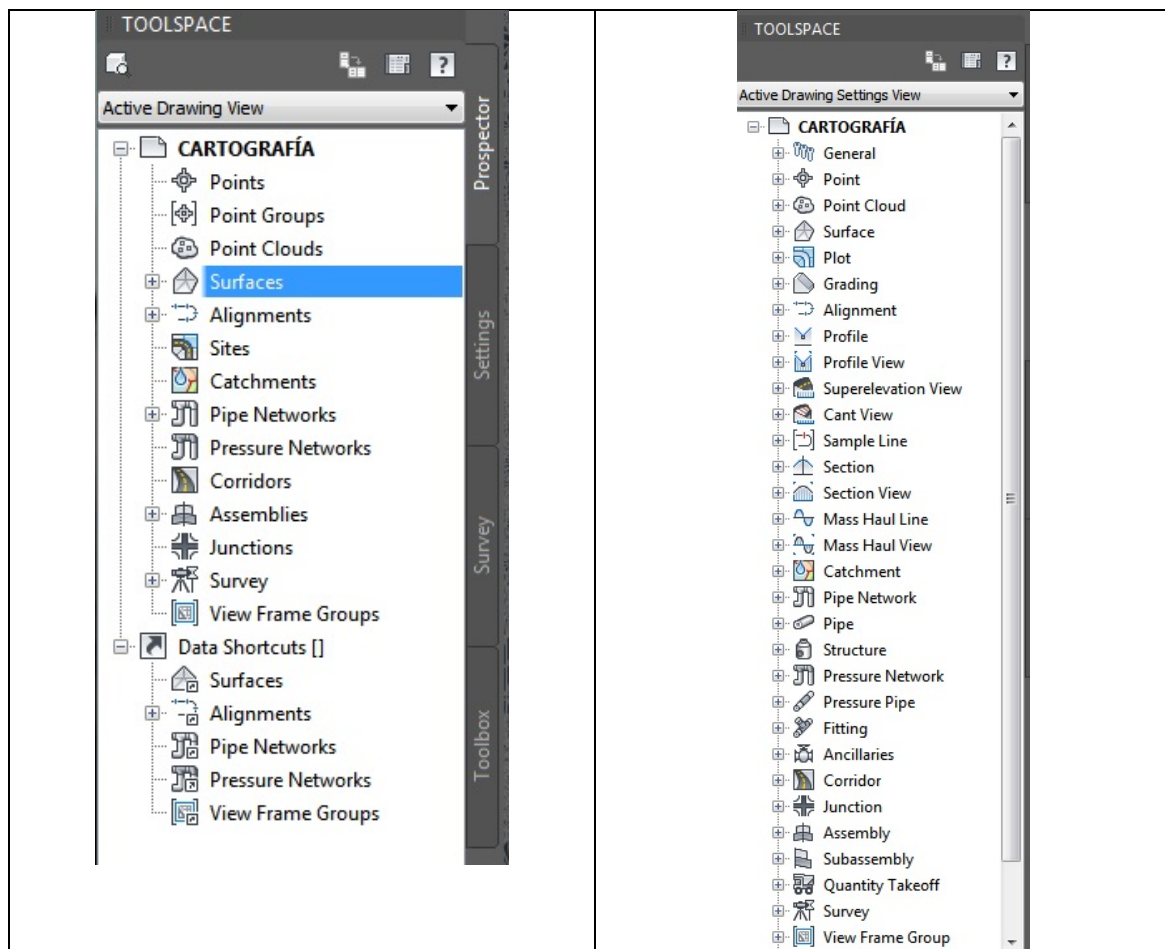 TOOLSPACE
Active Drawing View
CARTOGRAFÍA
Points
Point Groups
Point Clouds
Surfaces
Alignments
Sites
Catchments
Pipe Networks
Pressure Networks
Corridors
Assemblies
Junctions
Survey
View Frame Groups
Data Shortcuts []
Surfaces
Alignments
Pipe Networks
Pressure Networks
View Frame Groups
Prospector
Settings
Survey
Toolbox
TOOLSPACE
Active Drawing Settings View
CARTOGRAFÍA
General
Point
Point Cloud
Surface
Plot
Grading
Alignment
Profile
Profile View
Superelevation View
Cant View
Sample Line
Section
Section View
Mass Haul Line
Mass Haul View
Catchment
Pipe Network
Pipe
Structure
Pressure Network
Pressure Pipe
Fitting
Ancillaries
Corridor
Junction
Assembly
Subassembly
Quantity Takeoff
Survey
View Frame Group